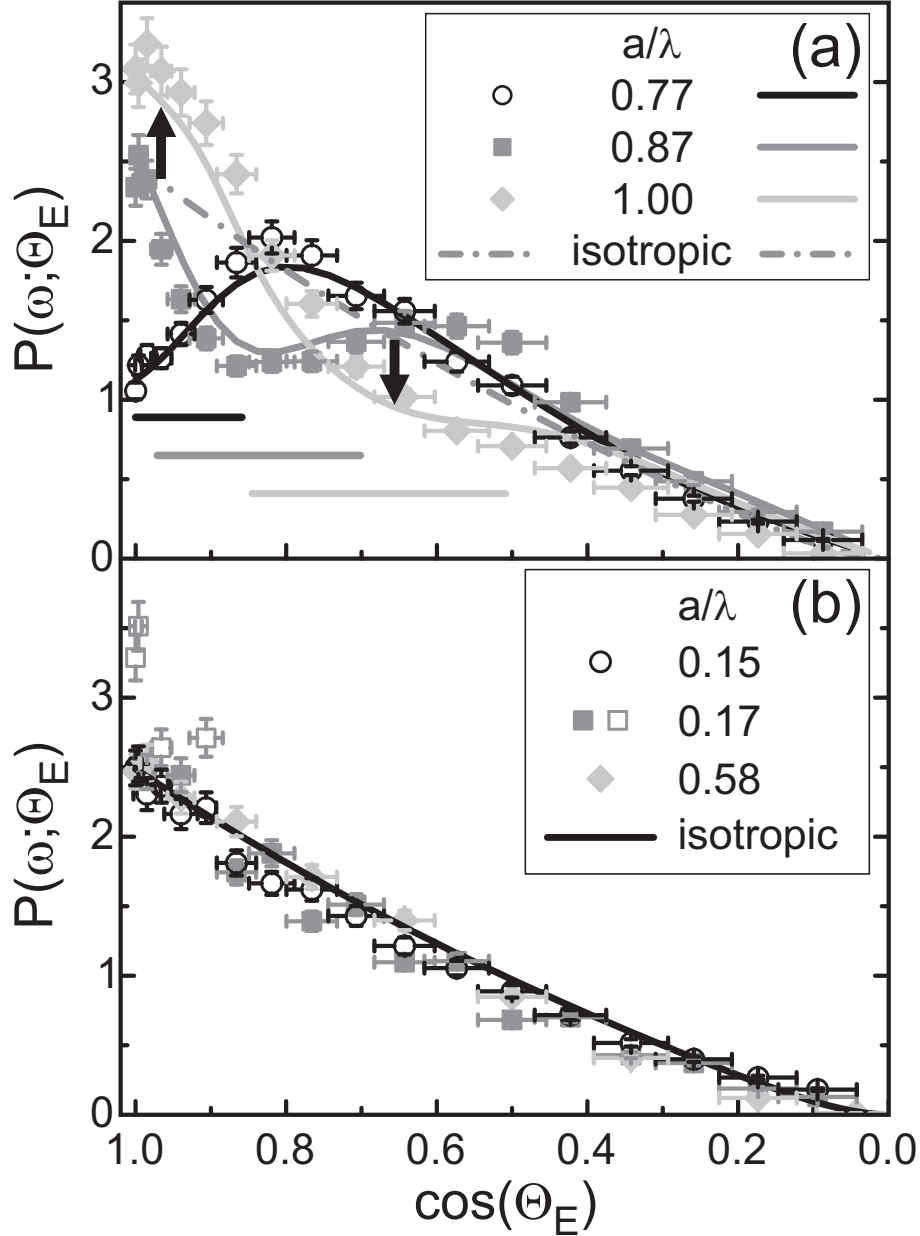 (a)
a/λ
0.77
0.87
1.00
isotropic
P(ω;Θ_E)
3
2
1
0
(b)
a/λ
0.15
0.17
0.58
isotropic
P(ω;Θ_E)
3
2
1
0
1.0 0.8 0.6 0.4 0.2 0.0
cos(Θ_E)